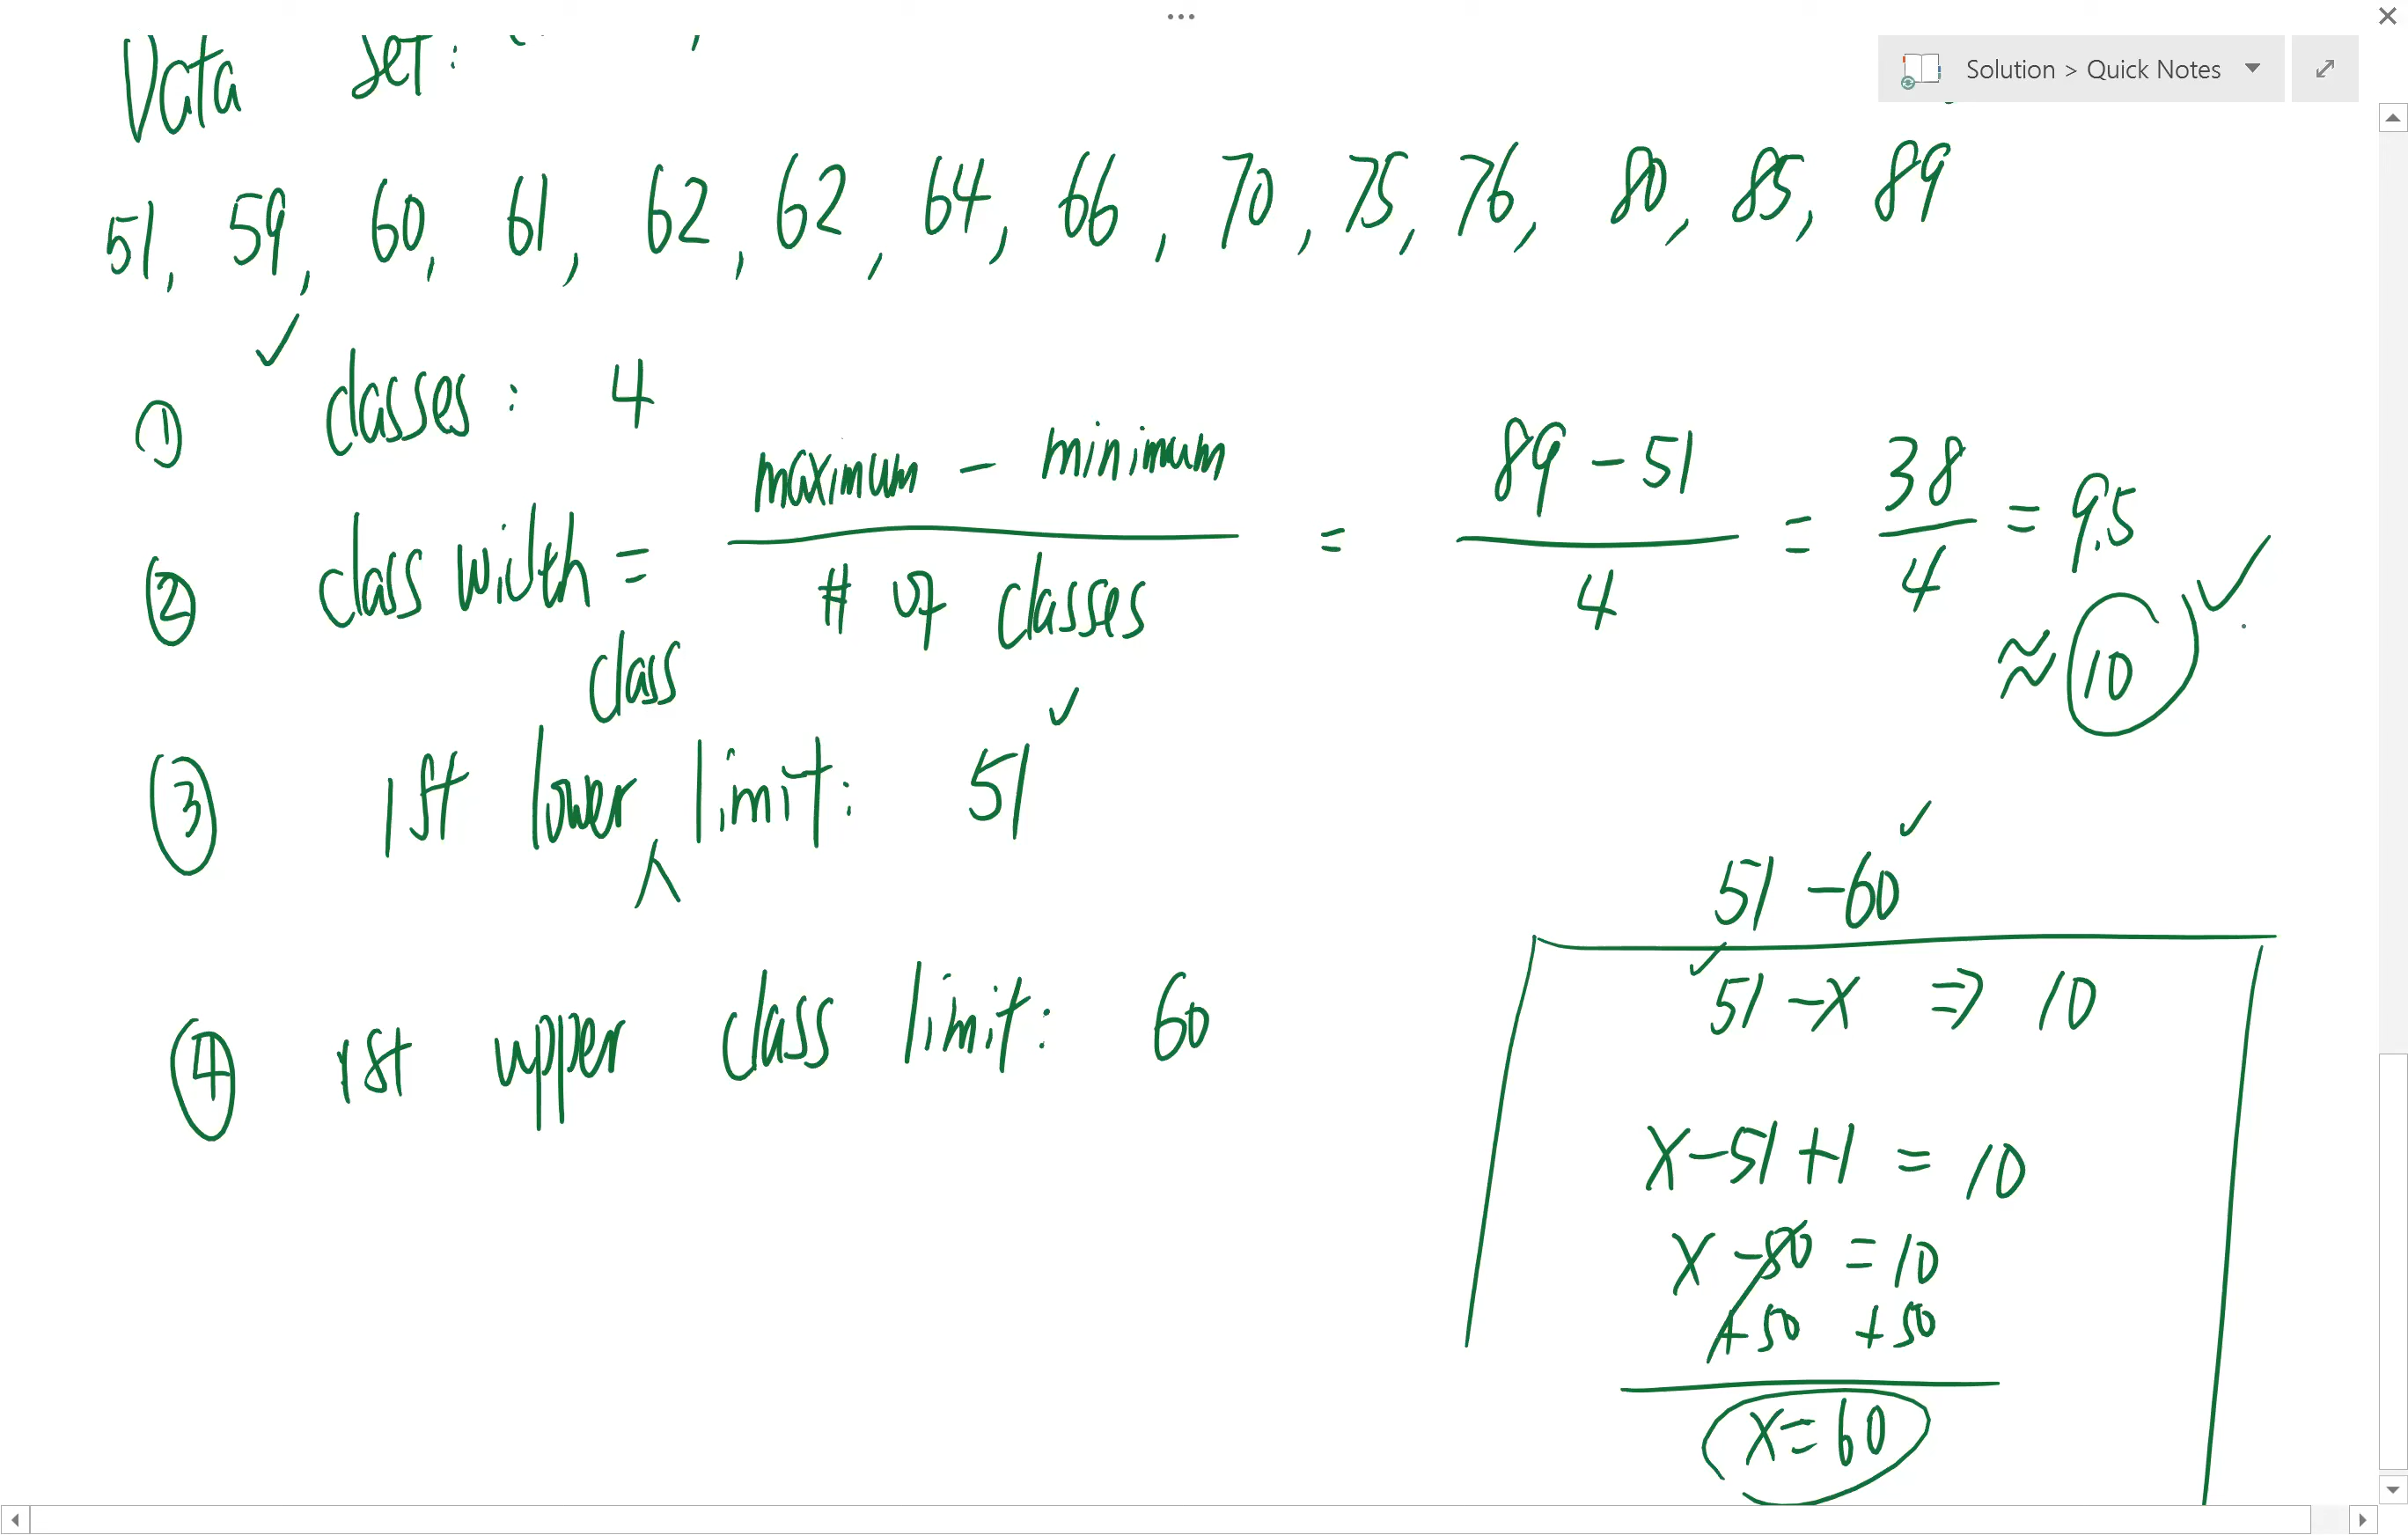 Solution > Quick Notes
Data set:
51, 59, 60, 61, 62, 62, 64, 66, 70, 75, 76, 80, 85, 89
① classes: 4
② class width = maximum - minimum / # of classes = 89 - 51 / 4 = 38 / 4 = 9.5
≈ 10
③ 1st lower class limit: 51
④ 1st upper class limit: 60
51 - 60
51 - x ⇒ 10
x - 51 + 1 = 10
x - 50 = 10
+50 +50
x = 60